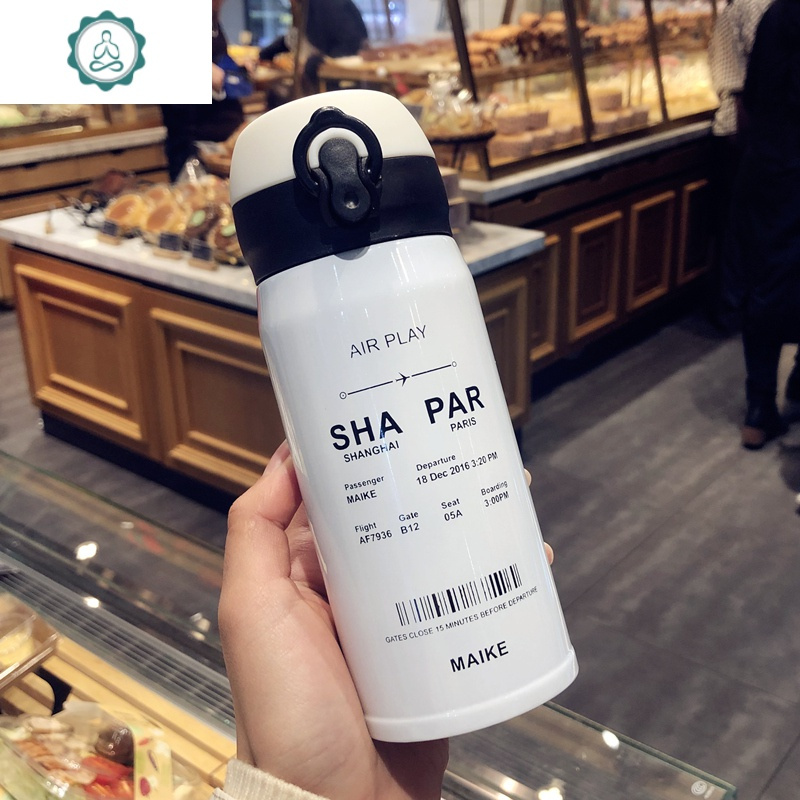 AIR PLAY
SHA PAR
SHANGHAI PARIS
Passenger Departure
MAIKE 18 Dec 2016 3:20 PM
Flight Gate Seat Boarding
AF7936 B12 05A 3:00PM
GATES CLOSE 15 MINUTES BEFORE DEPARTURE
MAIKE